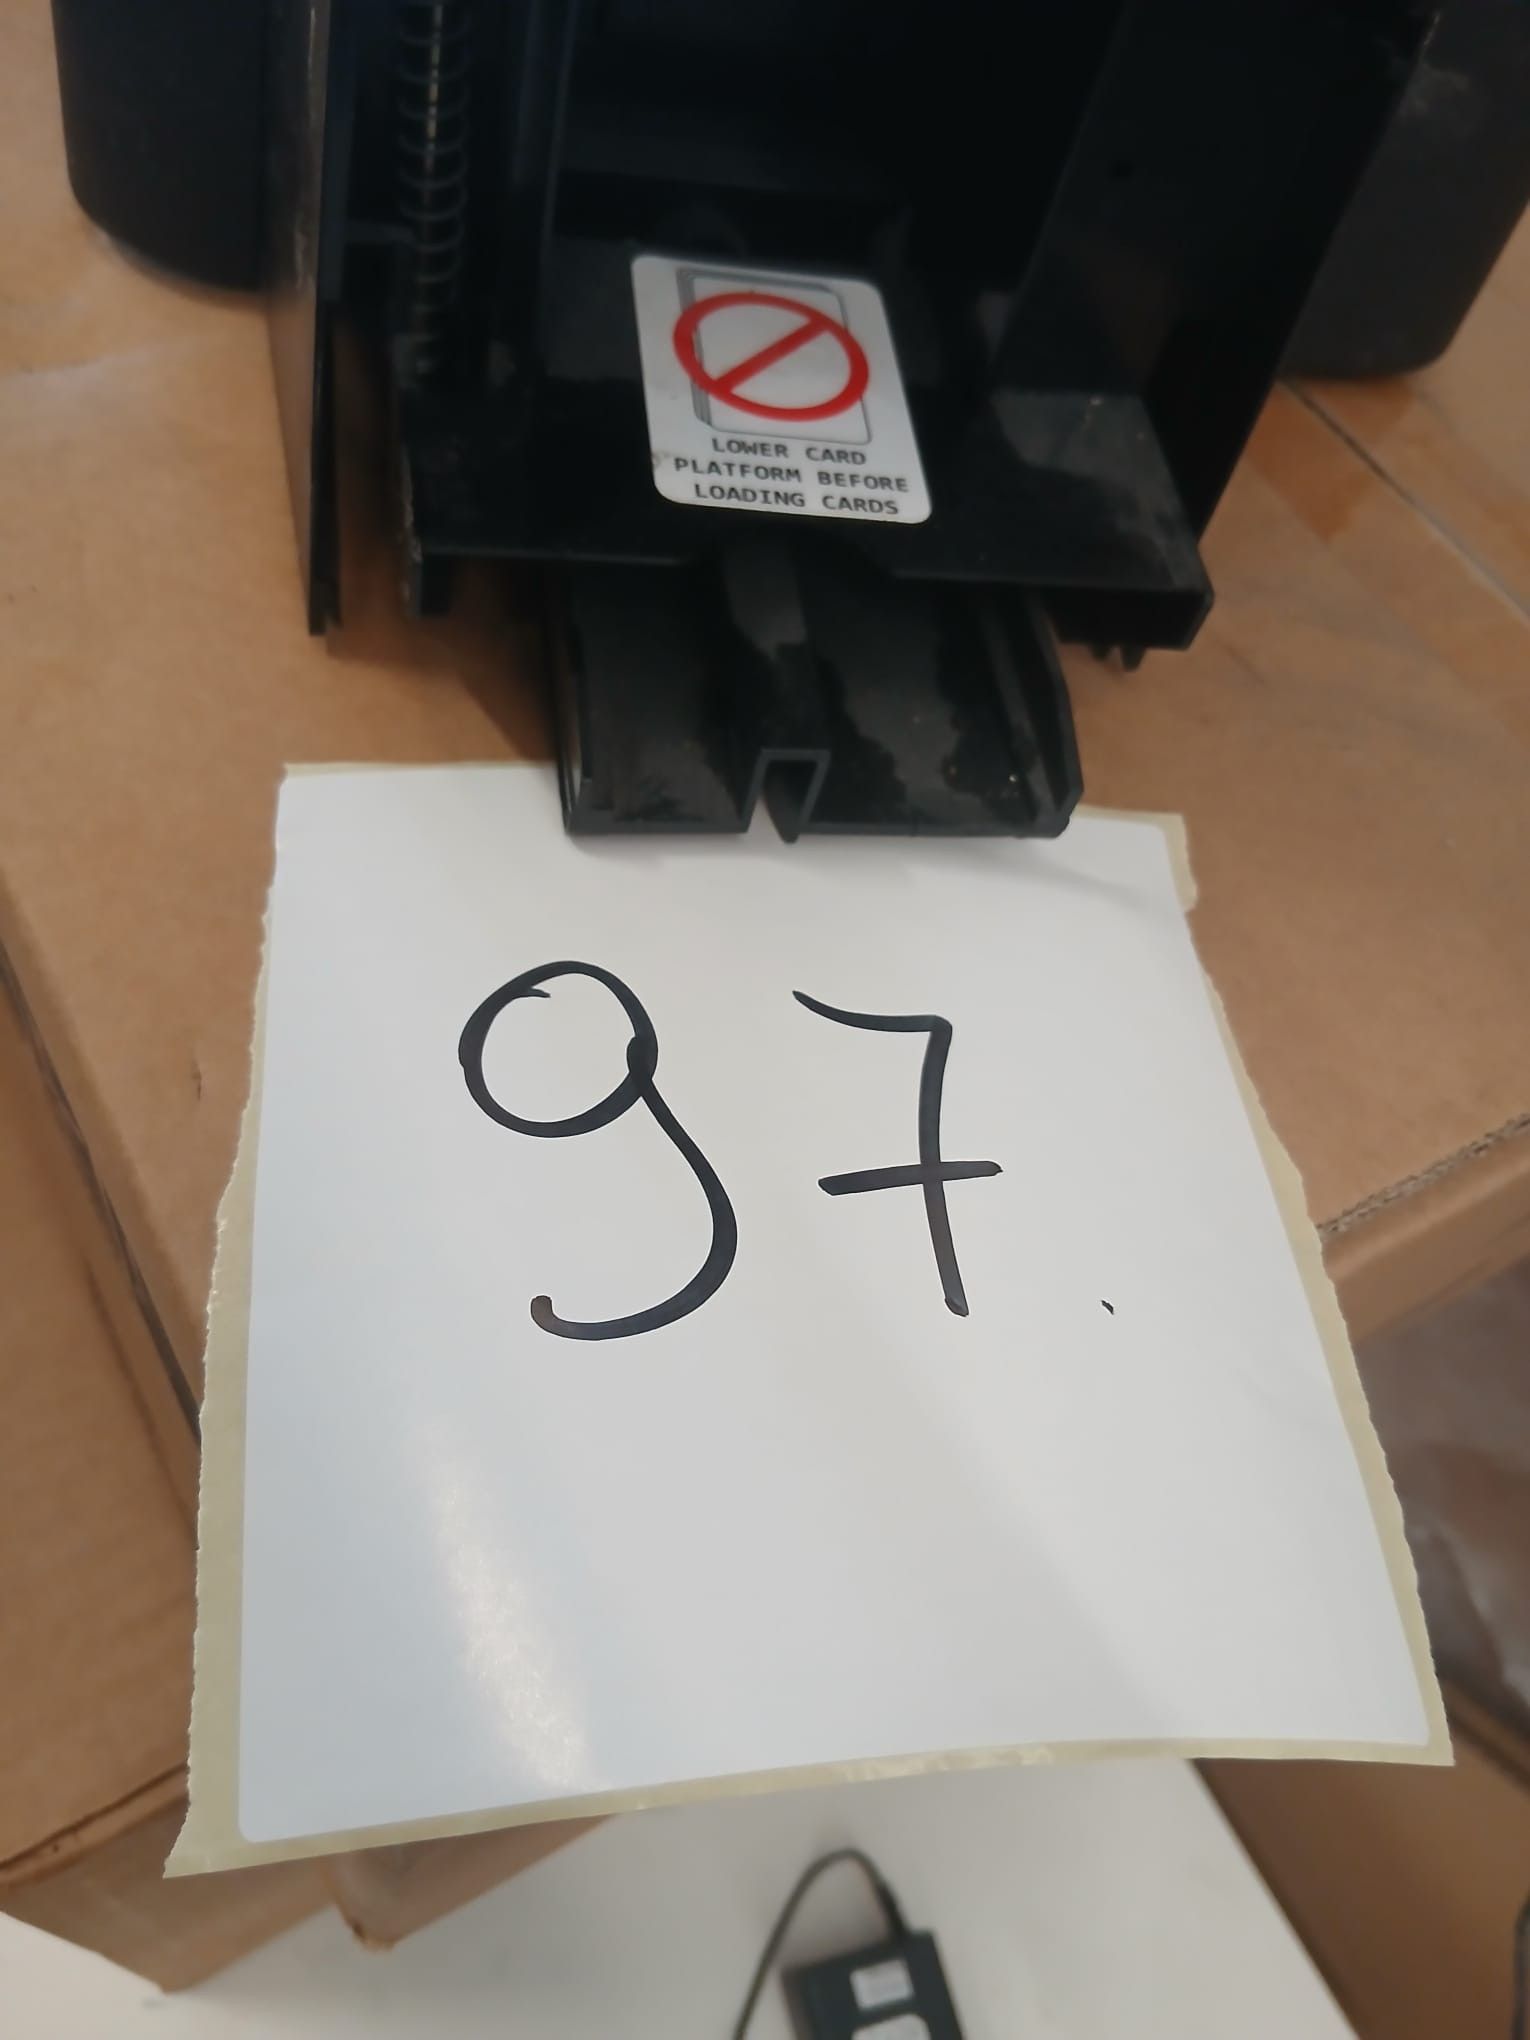 LOWER CARD
PLATFORM BEFORE
LOADING CARDS
97.